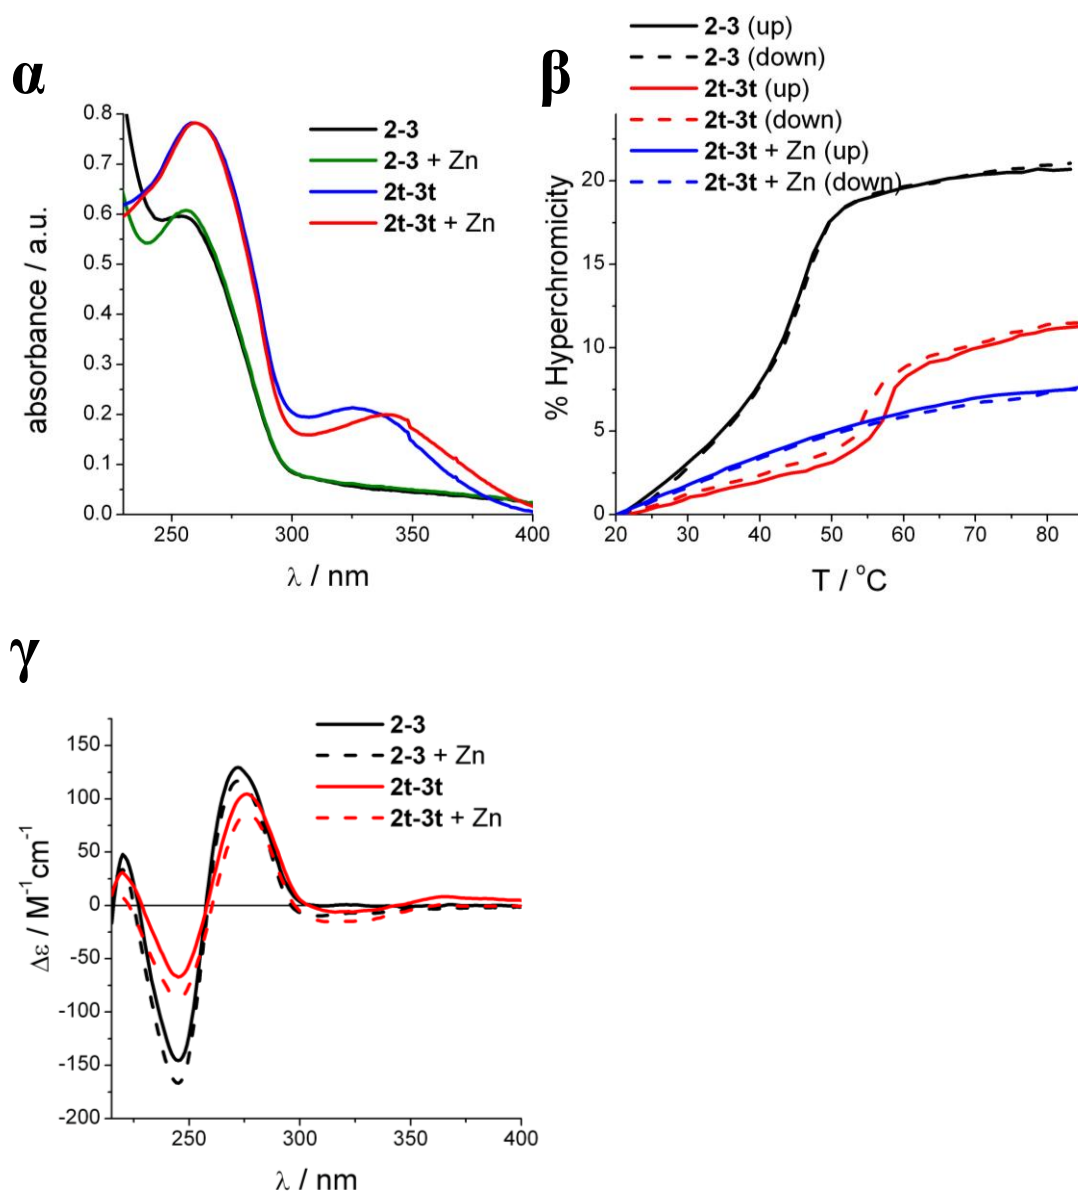 α
2-3
2-3 + Zn
2t-3t
2t-3t + Zn
absorbance / a.u.
0.8
0.7
0.6
0.5
0.4
0.3
0.2
0.1
0.0
250 300 350 400
λ / nm
β
2-3 (up)
2-3 (down)
2t-3t (up)
2t-3t (down)
2t-3t + Zn (up)
2t-3t + Zn (down)
% Hyperchromicity
20
15
10
5
0
20 30 40 50 60 70 80
T / °C
γ
2-3
2-3 + Zn
2t-3t
2t-3t + Zn
Δε / M⁻¹cm⁻¹
150
100
50
0
-50
-100
-150
-200
250 300 350 400
λ / nm